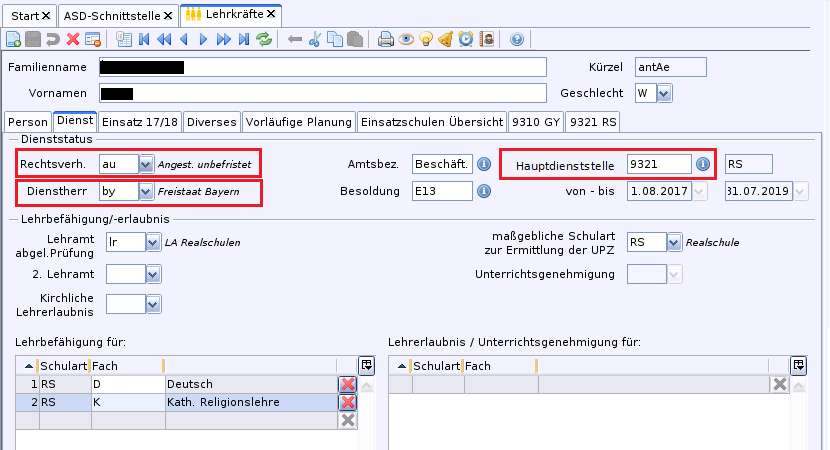 Start ASD-Schnittstelle Lehrkräfte
Familienname Kürzel antAe
Vornamen Geschlecht W
Person Dienst Einsatz 17/18 Diverses Vorläufige Planung Einsatzschulen Übersicht 9310 GY 9321 RS
Dienststatus
Rechtsverh. au Angest. unbefristet Amtsbez. Beschäft. Hauptdienststelle 9321 RS
Dienstherr by Freistaat Bayern Besoldung E13 von - bis 1.08.2017 31.07.2019
Lehrbefähigung/-erlaubnis
Lehramt
abgel.Prüfung lr LA Realschulen
maßgebliche Schulart
zur Ermittlung der UPZ RS Realschule
2. Lehramt Unterrichtsgenehmigung
Kirchliche
Lehrerlaubnis
Lehrbefähigung für: Lehrerlaubnis / Unterrichtsgenehmigung für:
Schulart Fach Schulart Fach
1 RS D Deutsch
2 RS K Kath. Religionslehre